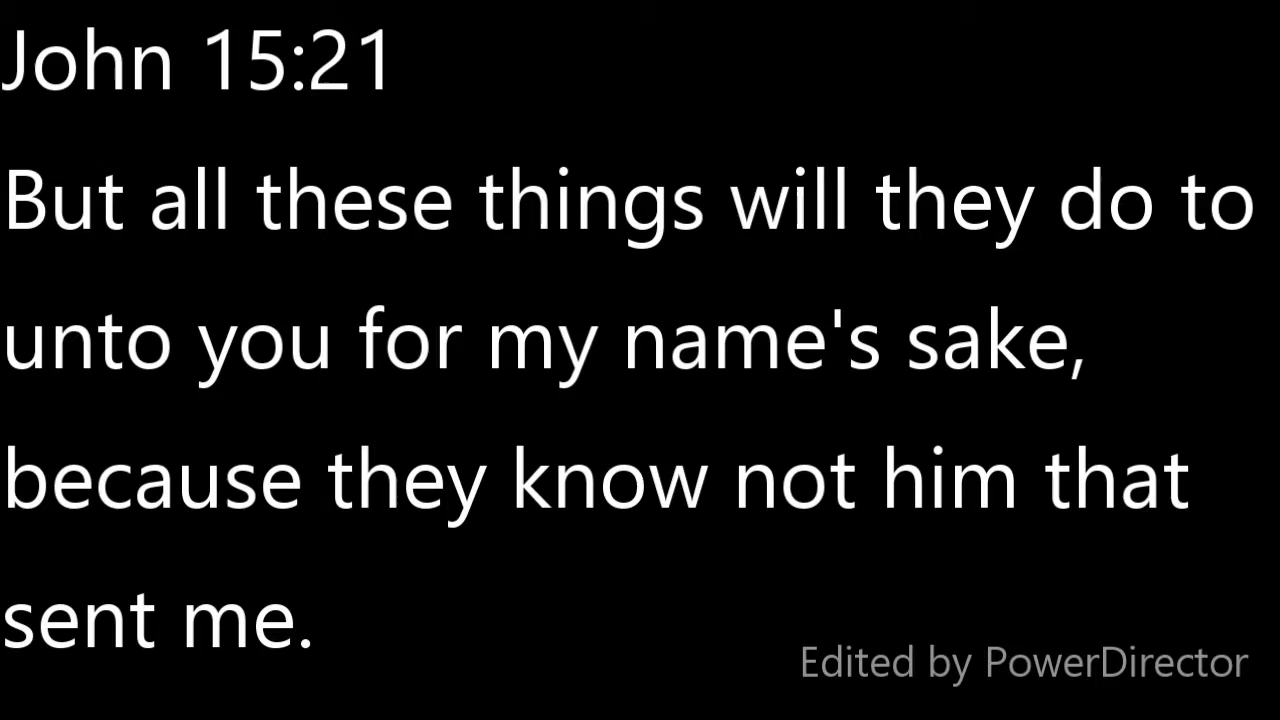 John 15:21
But all these things will they do to
unto you for my name's sake,
because they know not him that
sent me.
Edited by PowerDirector